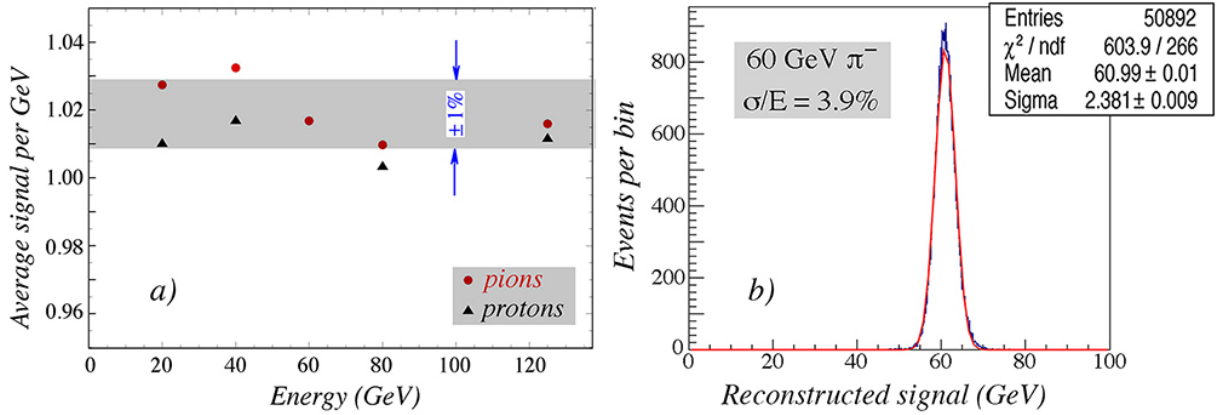 a)
Average signal per GeV
1.04
1.02
1.00
0.98
0.96
±1%
pions
protons
0 20 40 60 80 100 120
Energy (GeV)
b)
Events per bin
800
600
400
200
0
60 GeV π⁻
σ/E = 3.9%
Entries 50892
χ² / ndf 603.9 / 266
Mean 60.99 ± 0.01
Sigma 2.381 ± 0.009
0 20 40 60 80 100
Reconstructed signal (GeV)